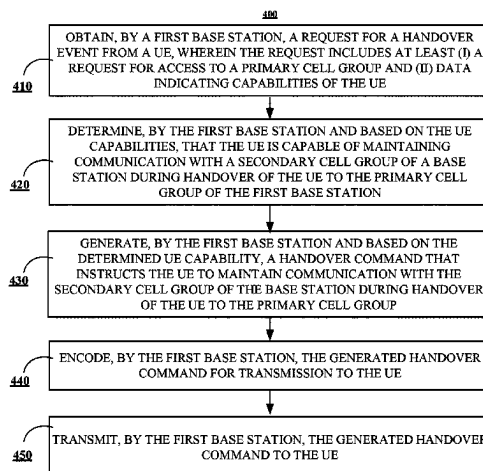 400
OBTAIN, BY A FIRST BASE STATION, A REQUEST FOR A HANDOVER
EVENT FROM A UE, WHEREIN THE REQUEST INCLUDES AT LEAST (I) A
REQUEST FOR ACCESS TO A PRIMARY CELL GROUP AND (II) DATA
INDICATING CAPABILITIES OF THE UE
410
DETERMINE, BY THE FIRST BASE STATION AND BASED ON THE UE
CAPABILITIES, THAT THE UE IS CAPABLE OF MAINTAINING
COMMUNICATION WITH A SECONDARY CELL GROUP OF A BASE
STATION DURING HANDOVER OF THE UE TO THE PRIMARY CELL
GROUP OF THE FIRST BASE STATION
420
GENERATE, BY THE FIRST BASE STATION AND BASED ON THE
DETERMINED UE CAPABILITY, A HANDOVER COMMAND THAT
INSTRUCTS THE UE TO MAINTAIN COMMUNICATION WITH THE
SECONDARY CELL GROUP OF THE BASE STATION DURING HANDOVER
OF THE UE TO THE PRIMARY CELL GROUP
430
ENCODE, BY THE FIRST BASE STATION, THE GENERATED HANDOVER
COMMAND FOR TRANSMISSION TO THE UE
440
TRANSMIT, BY THE FIRST BASE STATION, THE GENERATED HANDOVER
COMMAND TO THE UE
450